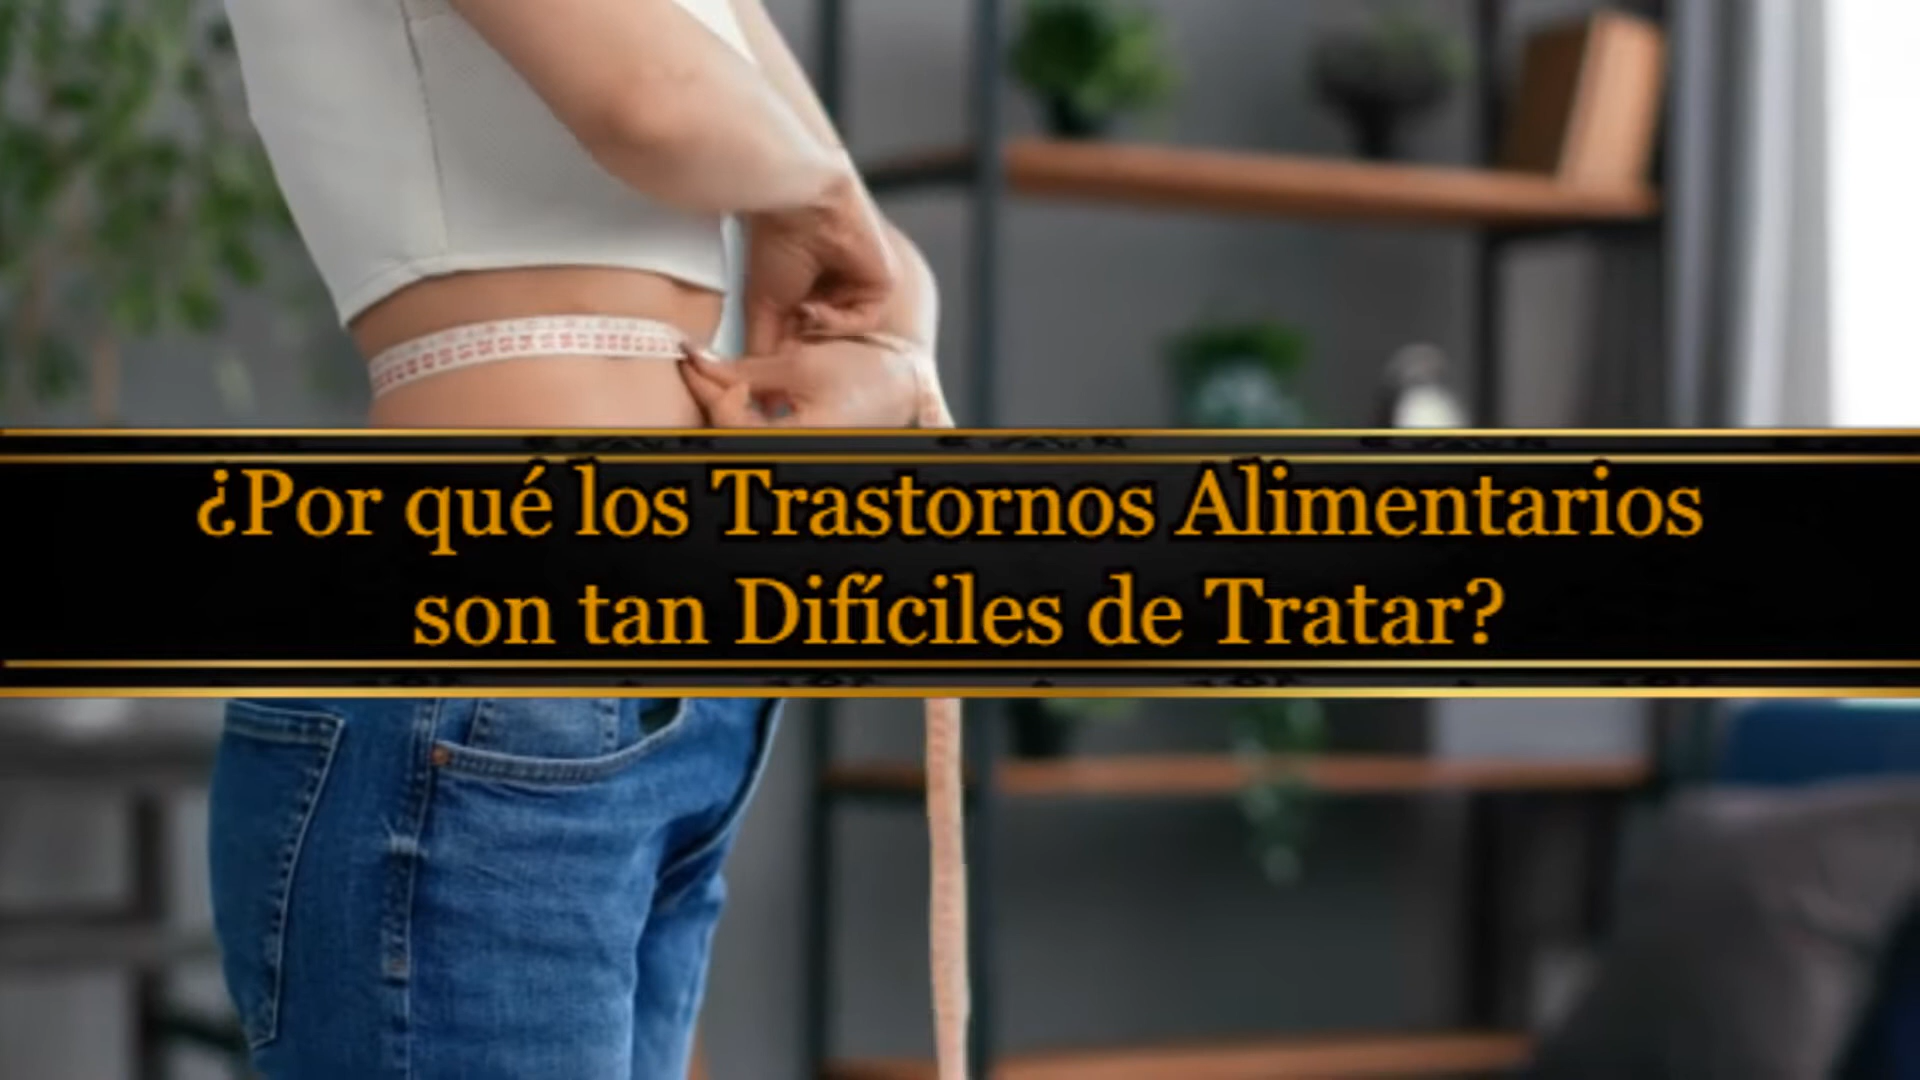 ¿Por qué los Trastornos Alimentarios
son tan Difíciles de Tratar?